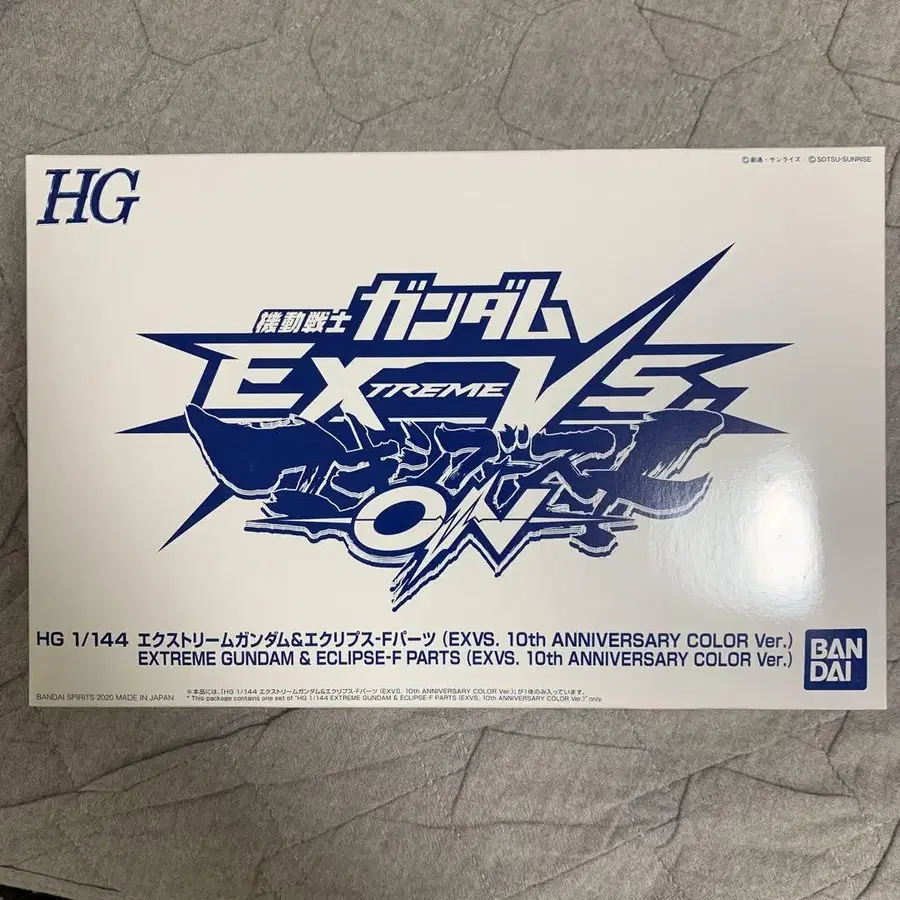 HG
©創通・サンライズ ©SOTSU・SUNRISE
機動戦士 ガンダム
EXTREME VS.
マキシブースト
ON
HG 1/144 エクストリームガンダム&エクリプス-Fパーツ (EXVS. 10th ANNIVERSARY COLOR Ver.)
EXTREME GUNDAM & ECLIPSE-F PARTS (EXVS. 10th ANNIVERSARY COLOR Ver.)
BAN
DAI
BANDAI SPIRITS 2020 MADE IN JAPAN
※本商品には、「HG 1/144 エクストリームガンダム&エクリプス-Fパーツ (EXVS. 10th ANNIVERSARY COLOR Ver.)」が1体のみ入っています。
* This package contains one set of "HG 1/144 EXTREME GUNDAM & ECLIPSE-F PARTS (EXVS. 10th ANNIVERSARY COLOR Ver.)" only.